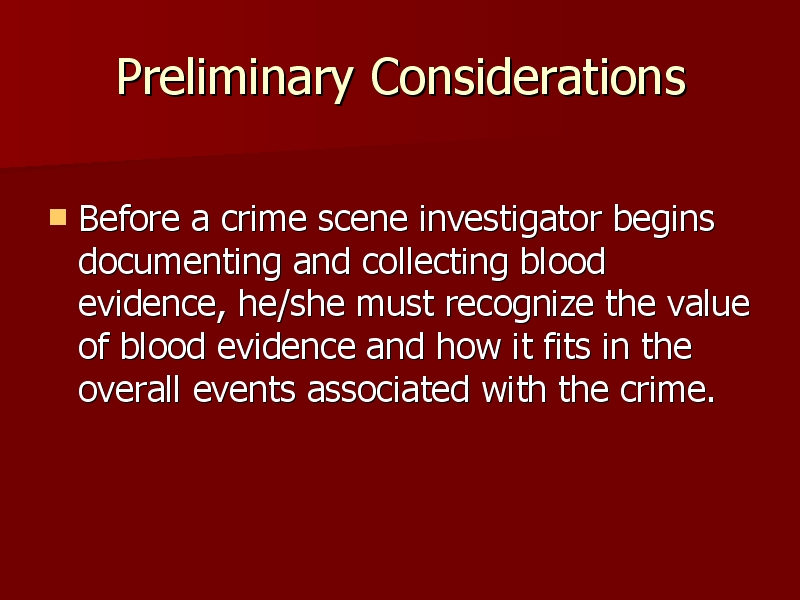 Preliminary Considerations
Before a crime scene investigator begins
documenting and collecting blood
evidence, he/she must recognize the value
of blood evidence and how it fits in the
overall events associated with the crime.